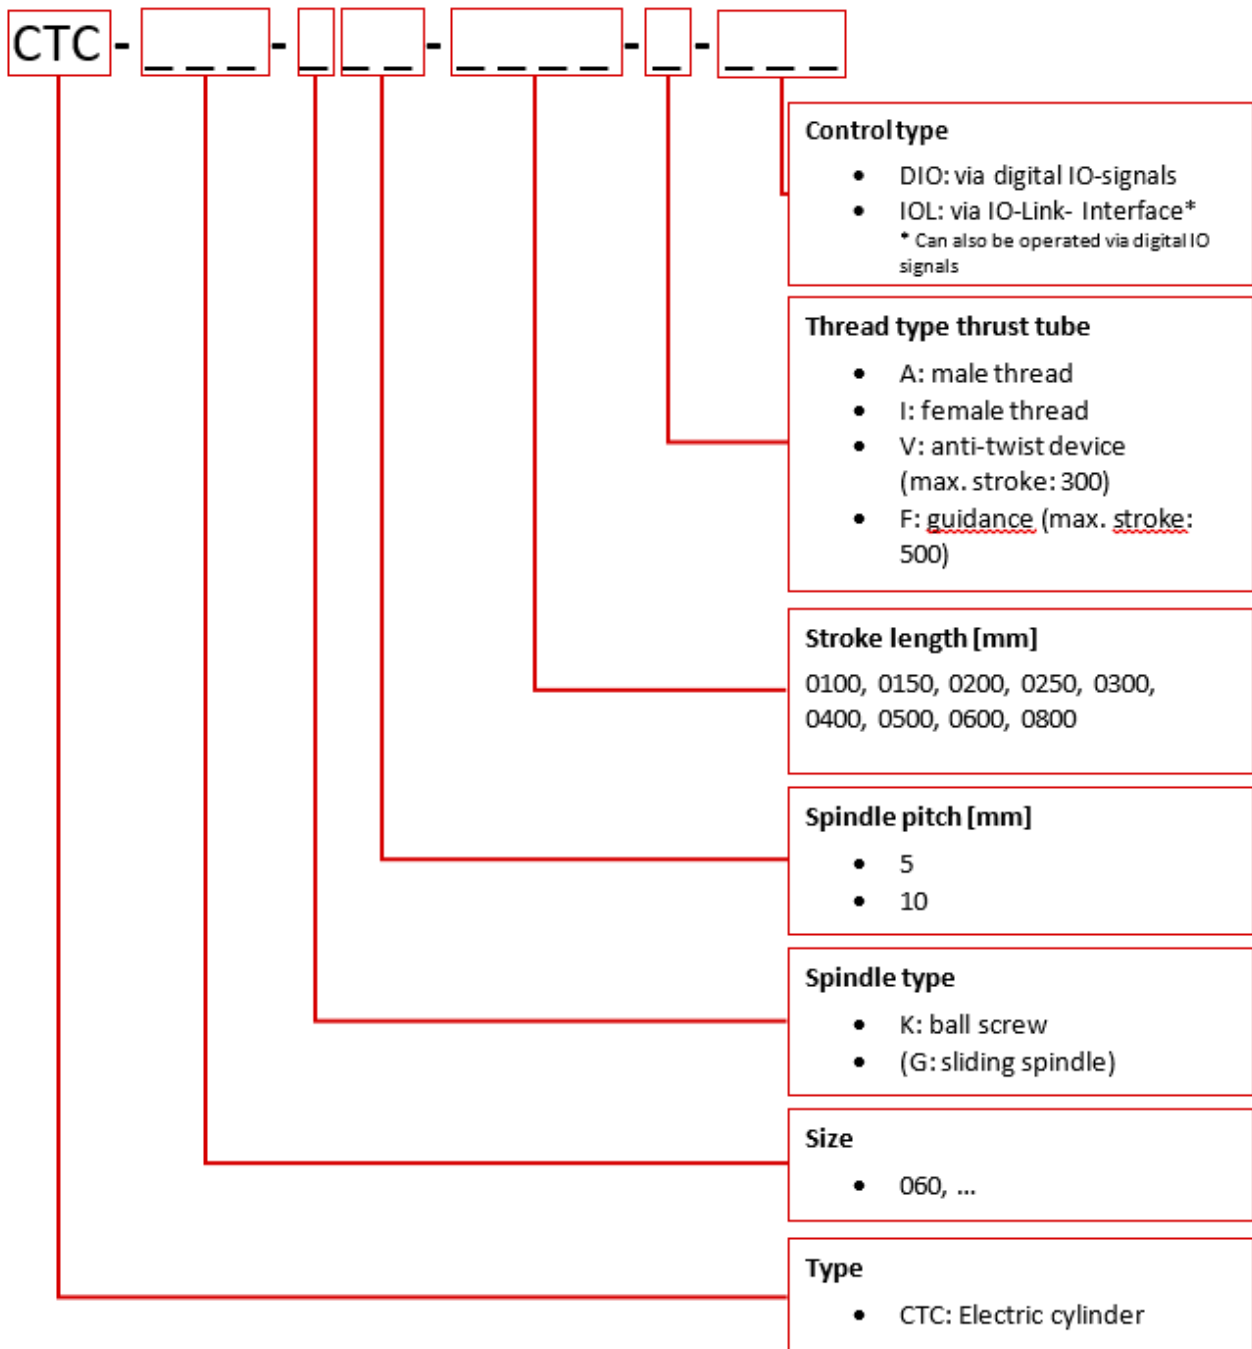 CTC - _ _ _ - _ _ _ - _ _ _ _ - _ - _ _ _
Control type
• DIO: via digital IO-signals
• IOL: via IO-Link- Interface*
* Can also be operated via digital IO
signals
Thread type thrust tube
• A: male thread
• I: female thread
• V: anti-twist device
(max. stroke: 300)
• F: guidance (max. stroke:
500)
Stroke length [mm]
0100, 0150, 0200, 0250, 0300,
0400, 0500, 0600, 0800
Spindle pitch [mm]
• 5
• 10
Spindle type
• K: ball screw
• (G: sliding spindle)
Size
• 060, ...
Type
• CTC: Electric cylinder